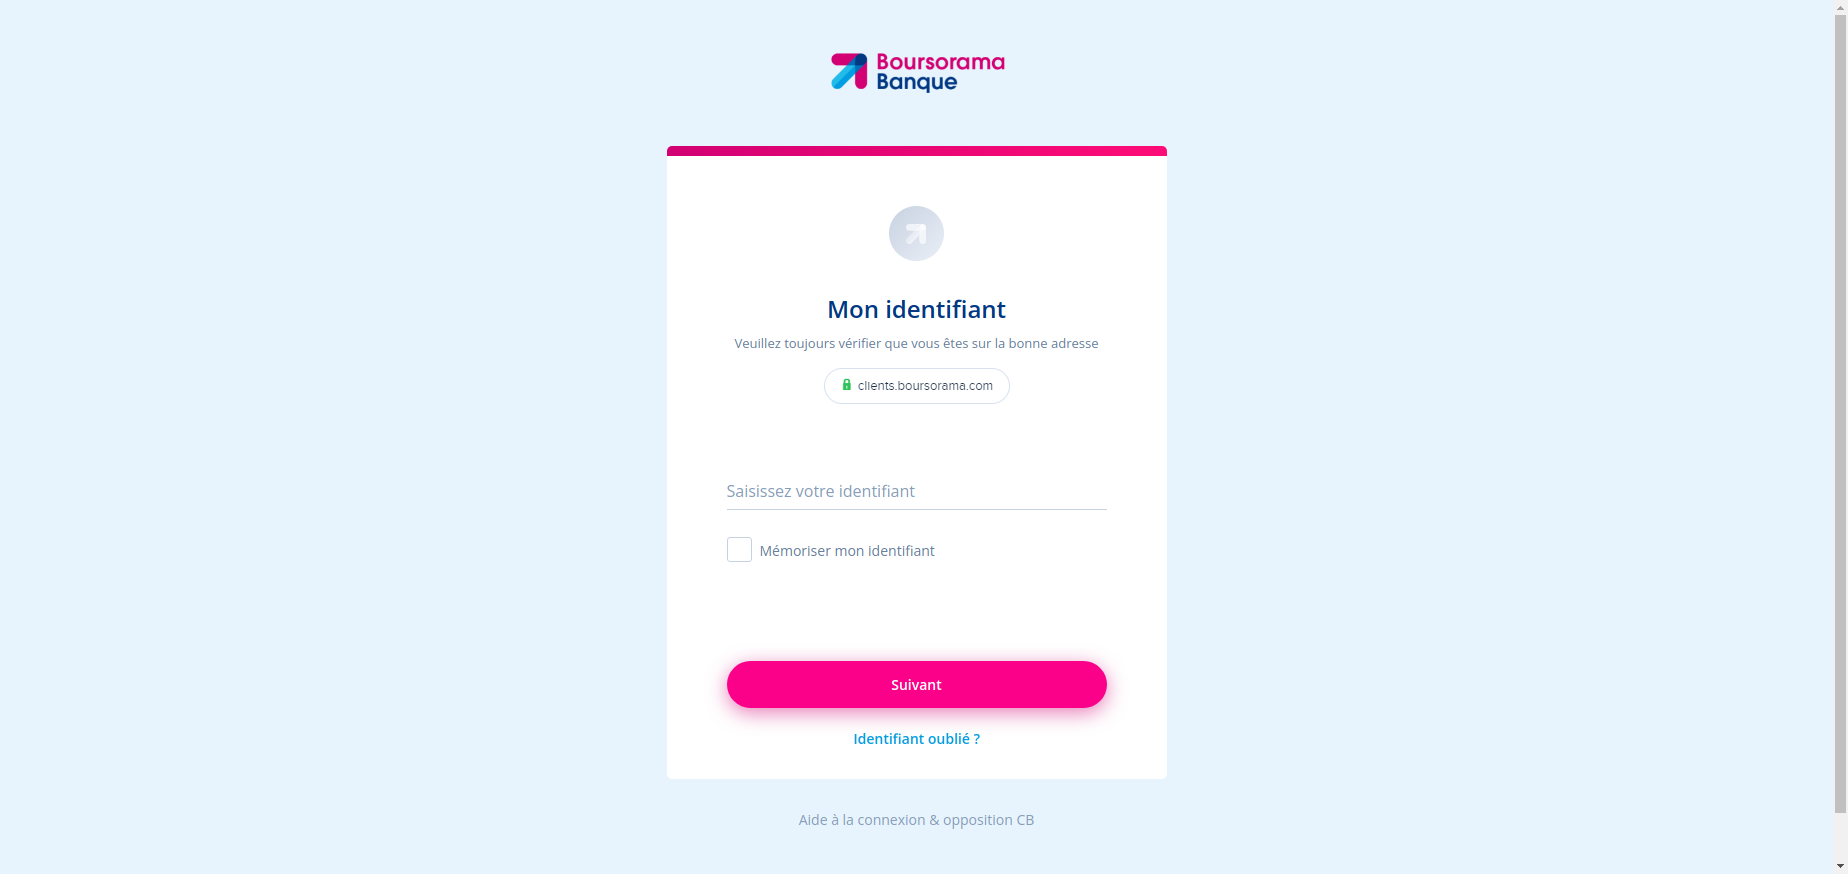 Boursorama
Banque
Mon identifiant
Veuillez toujours vérifier que vous êtes sur la bonne adresse
clients.boursorama.com
Saisissez votre identifiant
Mémoriser mon identifiant
Suivant
Identifiant oublié ?
Aide à la connexion & opposition CB